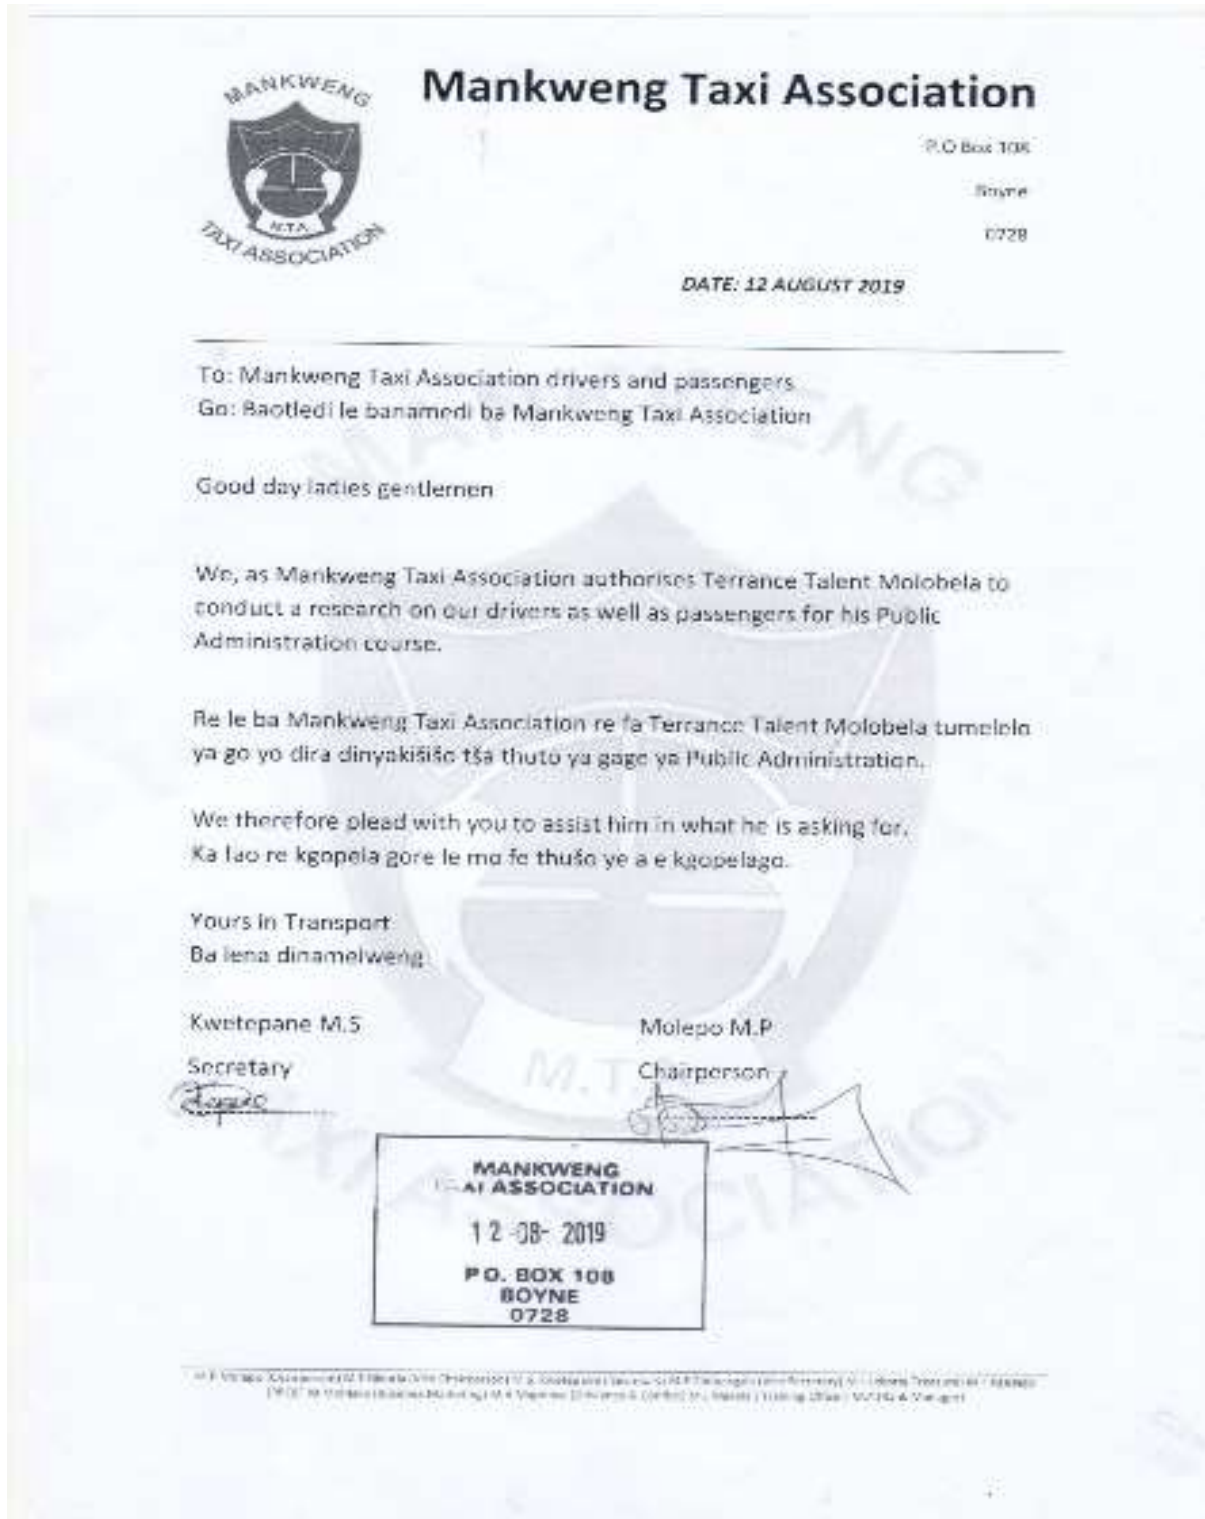 MANKWENG
TAXI ASSOCIATION
M.T.A
Mankweng Taxi Association
P.O Box 108
Boyne
0728
DATE: 12 AUGUST 2019
To: Mankweng Taxi Association drivers and passengers
Go: Baotledi le banamedi ba Mankweng Taxi Association
Good day ladies gentlemen
We, as Mankweng Taxi Association authorises Terrance Talent Molobela to
conduct a research on our drivers as well as passengers for his Public
Administration course.
Re le ba Mankweng Taxi Association re fa Terrance Talent Molobela tumelelo
ya go yo dira dinyakišišo tša thuto ya gage ya Public Administration.
We therefore plead with you to assist him in what he is asking for.
Ka lao re kgopela gore le mo fe thušo ye a e kgopelago.
Yours in Transport
Ba lena dinamelweng
Kwetepane M.S
Molepo M.P
Secretary
Chairperson
MANKWENG
ASSOCIATION
12-08-2019
P.O. BOX 108
BOYNE
0728